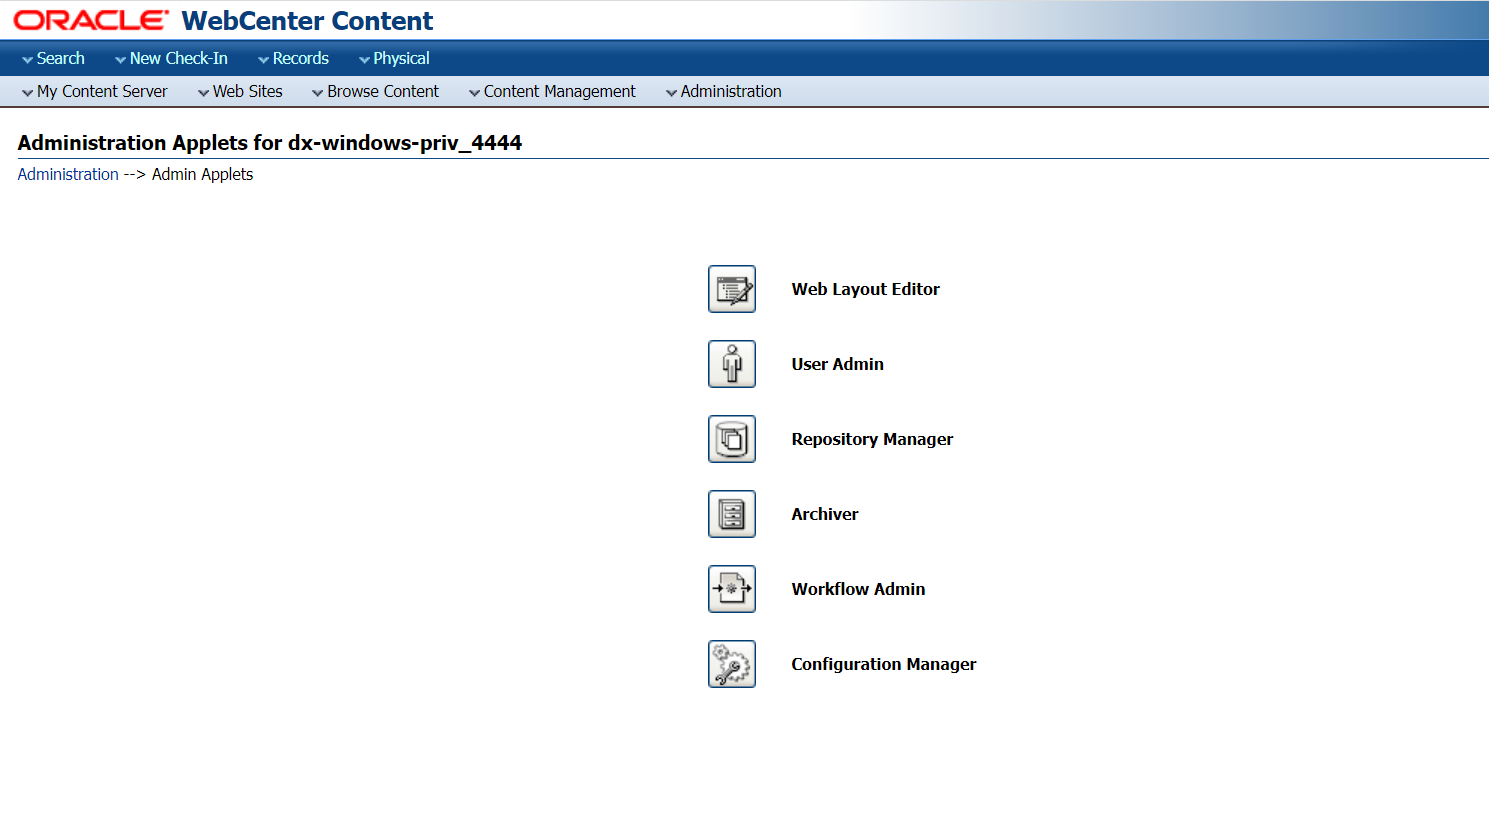 ORACLE WebCenter Content
Search New Check-In Records Physical
My Content Server Web Sites Browse Content Content Management Administration
Administration Applets for dx-windows-priv_4444
Administration --> Admin Applets
Web Layout Editor
User Admin
Repository Manager
Archiver
Workflow Admin
Configuration Manager